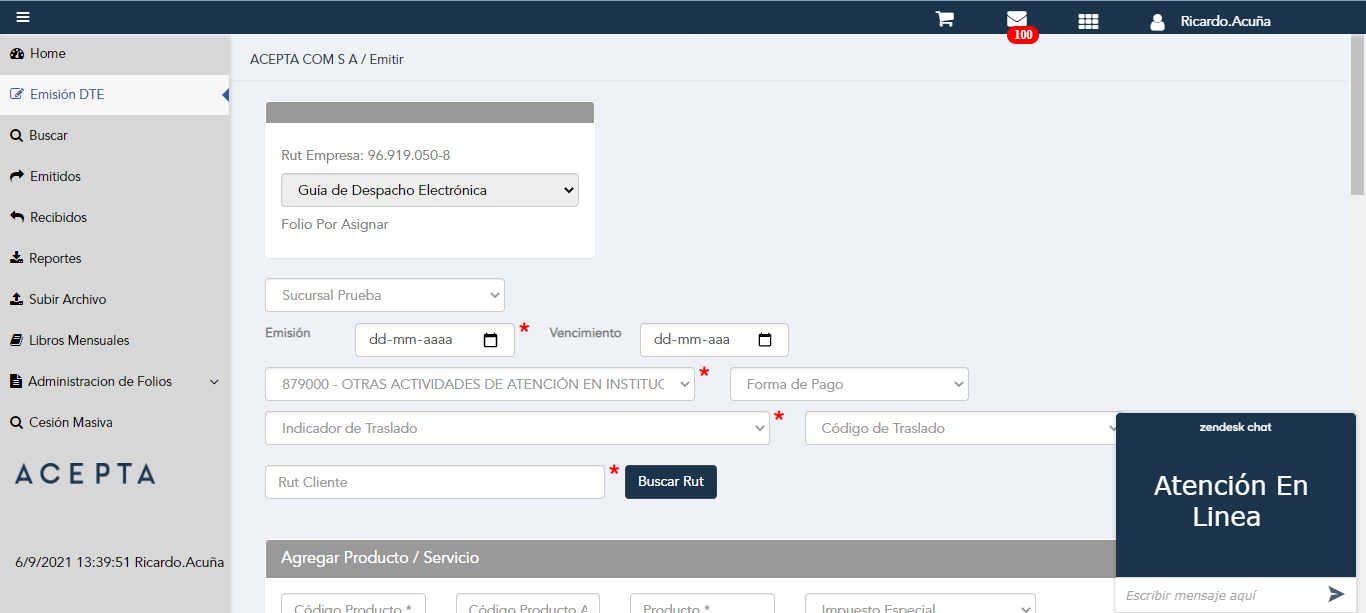 100
Ricardo.Acuña
Home
Emisión DTE
Buscar
Emitidos
Recibidos
Reportes
Subir Archivo
Libros Mensuales
Administracion de Folios
Cesión Masiva
ACEPTA
6/9/2021 13:39:51 Ricardo.Acuña
ACEPTA COM S A / Emitir
Rut Empresa: 96.919.050-8
Guía de Despacho Electrónica
Folio Por Asignar
Sucursal Prueba
Emisión dd-mm-aaaa * Vencimiento dd-mm-aaa
879000 - OTRAS ACTIVIDADES DE ATENCIÓN EN INSTITUC * Forma de Pago
Indicador de Traslado * Código de Traslado
Rut Cliente * Buscar Rut
Agregar Producto / Servicio
Código Producto * Código Producto A Producto * Impuesto Especial
zendesk chat
Atención En
Linea
Escribir mensaje aquí